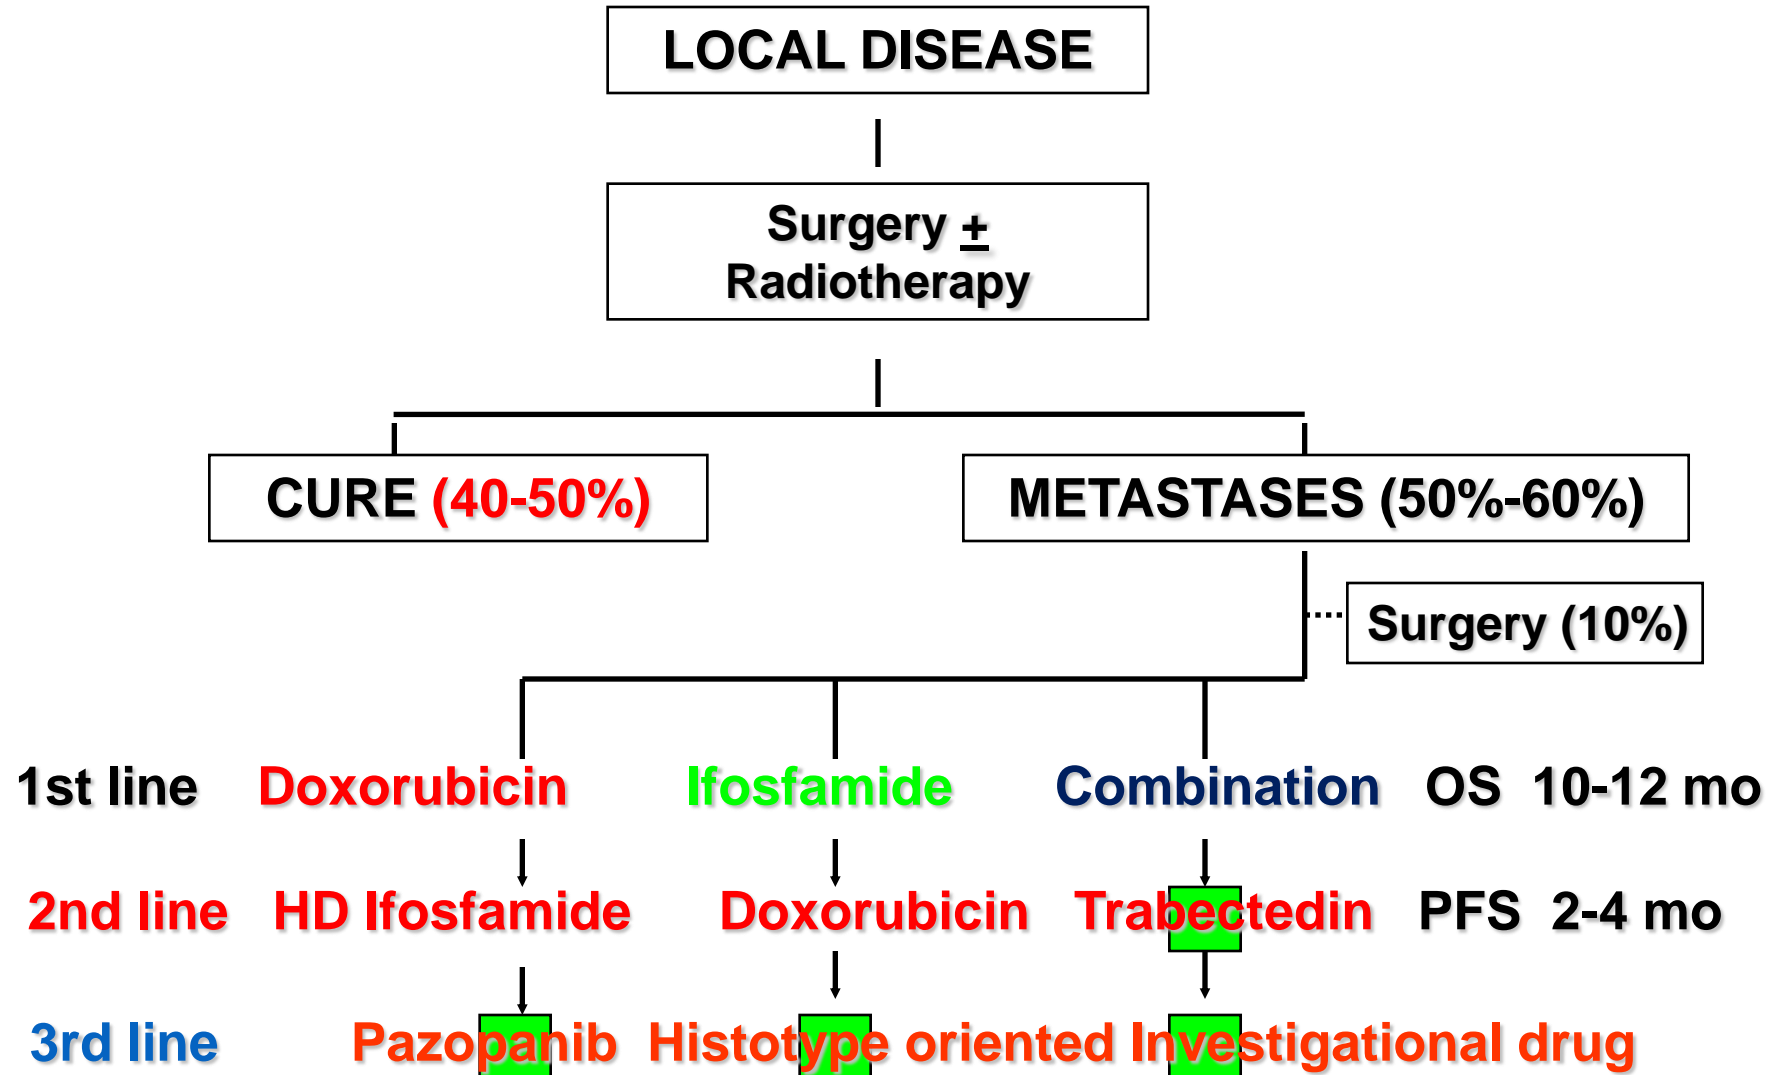 LOCAL DISEASE
Surgery ±
Radiotherapy
CURE (40-50%)
METASTASES (50%-60%)
Surgery (10%)
1st line Doxorubicin Ifosfamide Combination OS 10-12 mo
2nd line HD Ifosfamide Doxorubicin Trabectedin PFS 2-4 mo
3rd line Pazopanib Histotype oriented Investigational drug